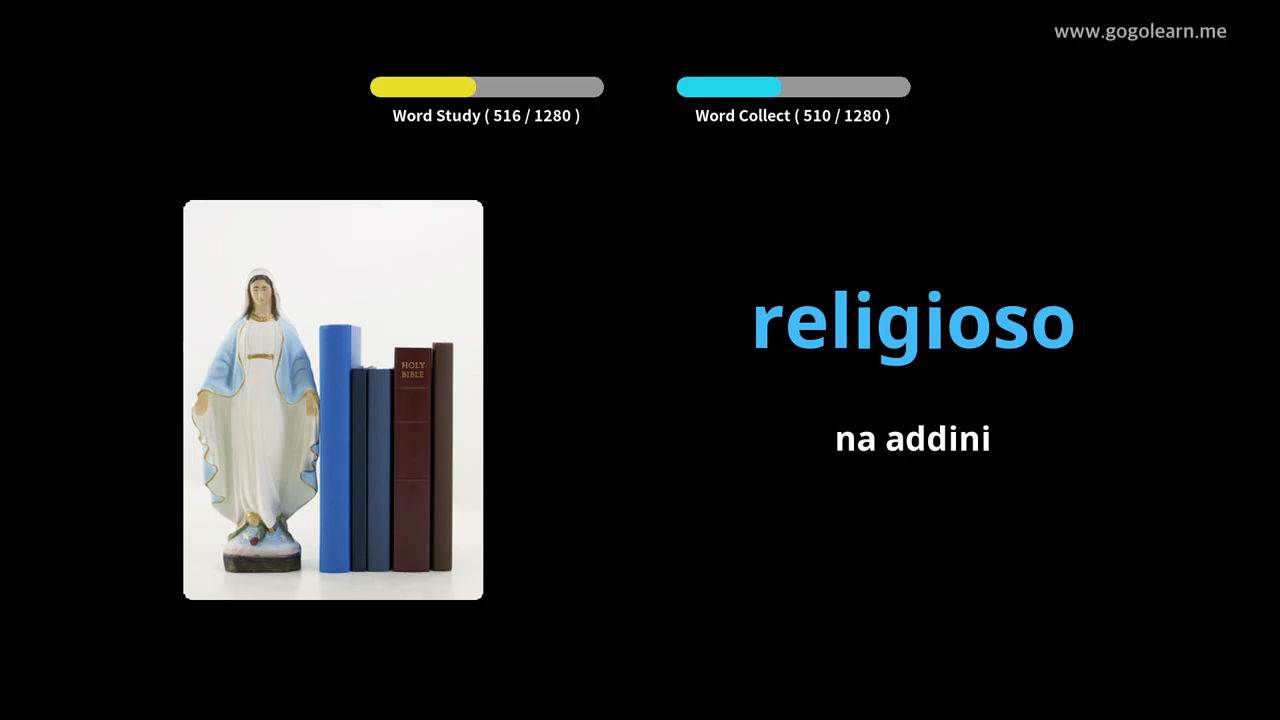 www.gogolearn.me
Word Study ( 516 / 1280 )
Word Collect ( 510 / 1280 )
HOLY
BIBLE
religioso
na addini